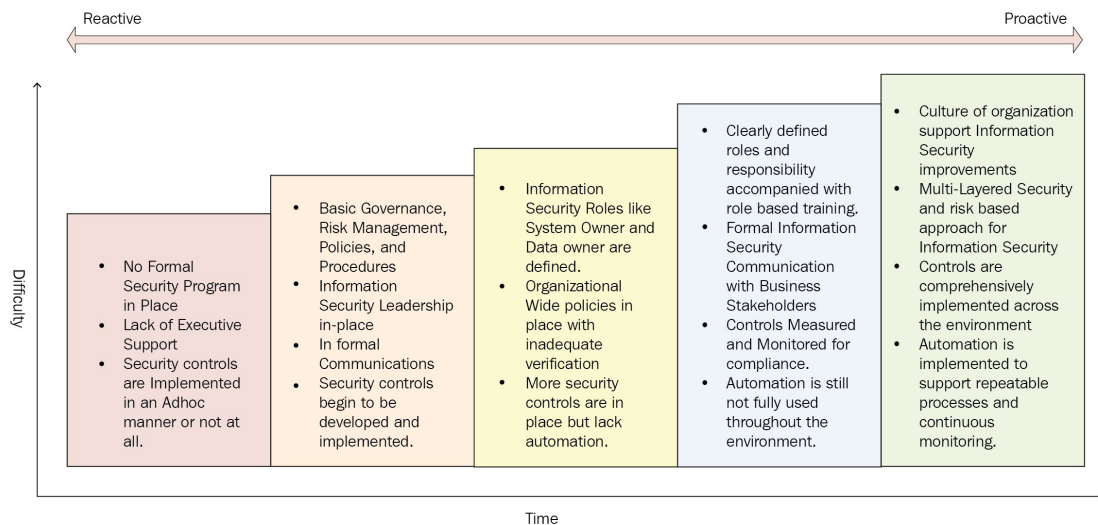 Reactive
Proactive
Difficulty
• No Formal
Security Program
in Place
• Lack of Executive
Support
• Security controls
are Implemented
in an Adhoc
manner or not at
all.
• Basic Governance,
Risk Management,
Policies, and
Procedures
• Information
Security Leadership
in-place
• In formal
Communications
• Security controls
begin to be
developed and
implemented.
• Information
Security Roles like
System Owner and
Data owner are
defined.
• Organizational
Wide policies in
place with
inadequate
verification
• More security
controls are in
place but lack
automation.
• Clearly defined
roles and
responsibility
accompanied with
role based training.
• Formal Information
Security
Communication
with Business
Stakeholders
• Controls Measured
and Monitored for
compliance.
• Automation is still
not fully used
throughout the
environment.
• Culture of organization
support Information
Security
improvements
• Multi-Layered Security
and risk based
approach for
Information Security
• Controls are
comprehensively
implemented across
the environment
• Automation is
implemented to
support repeatable
processes and
continuous
monitoring.
Time